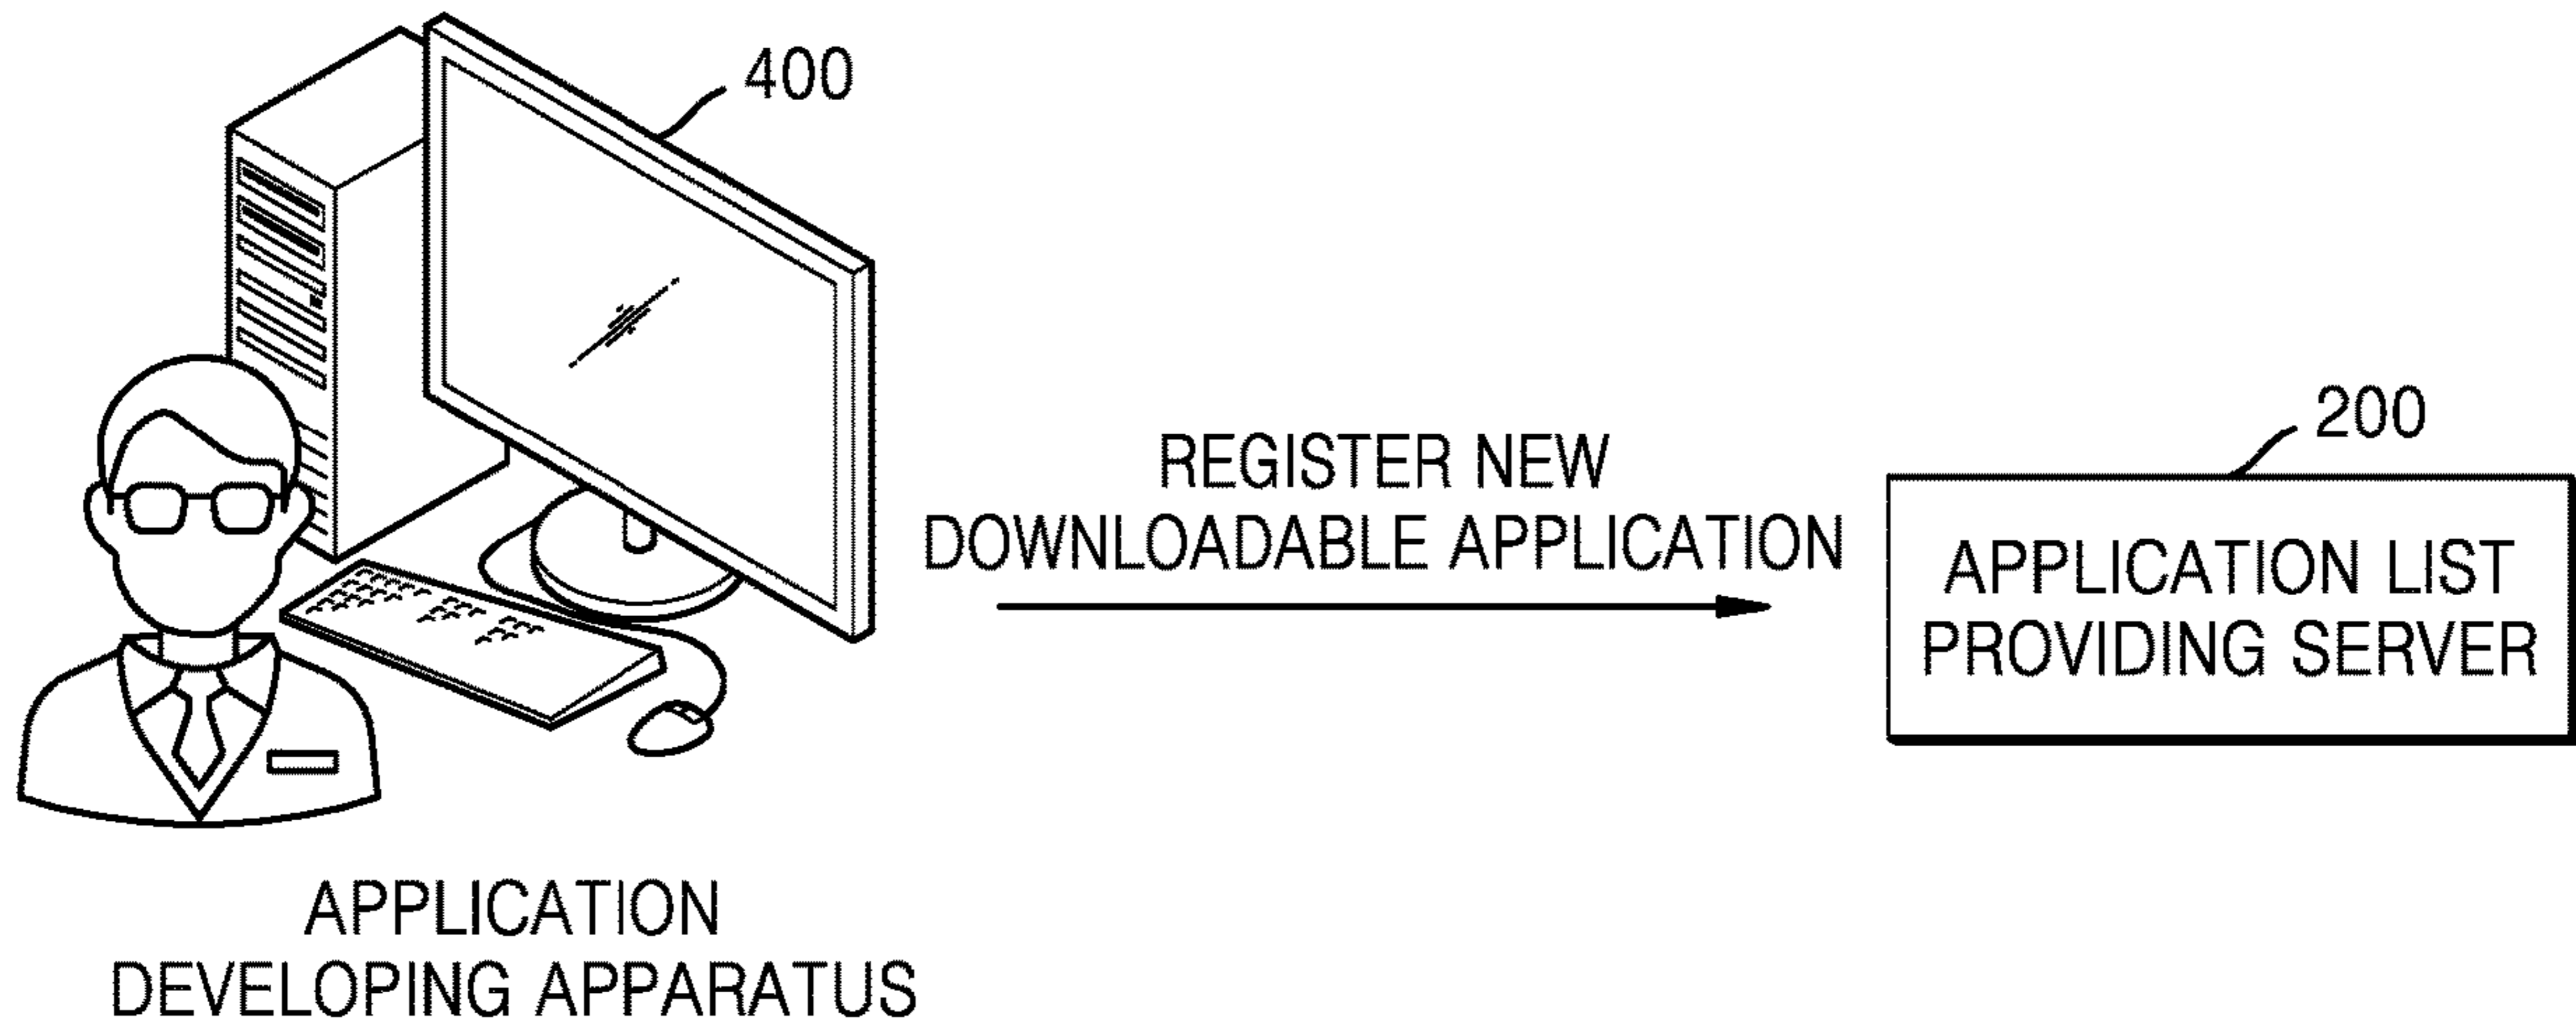 400
REGISTER NEW
DOWNLOADABLE APPLICATION
200
APPLICATION LIST
PROVIDING SERVER
APPLICATION
DEVELOPING APPARATUS